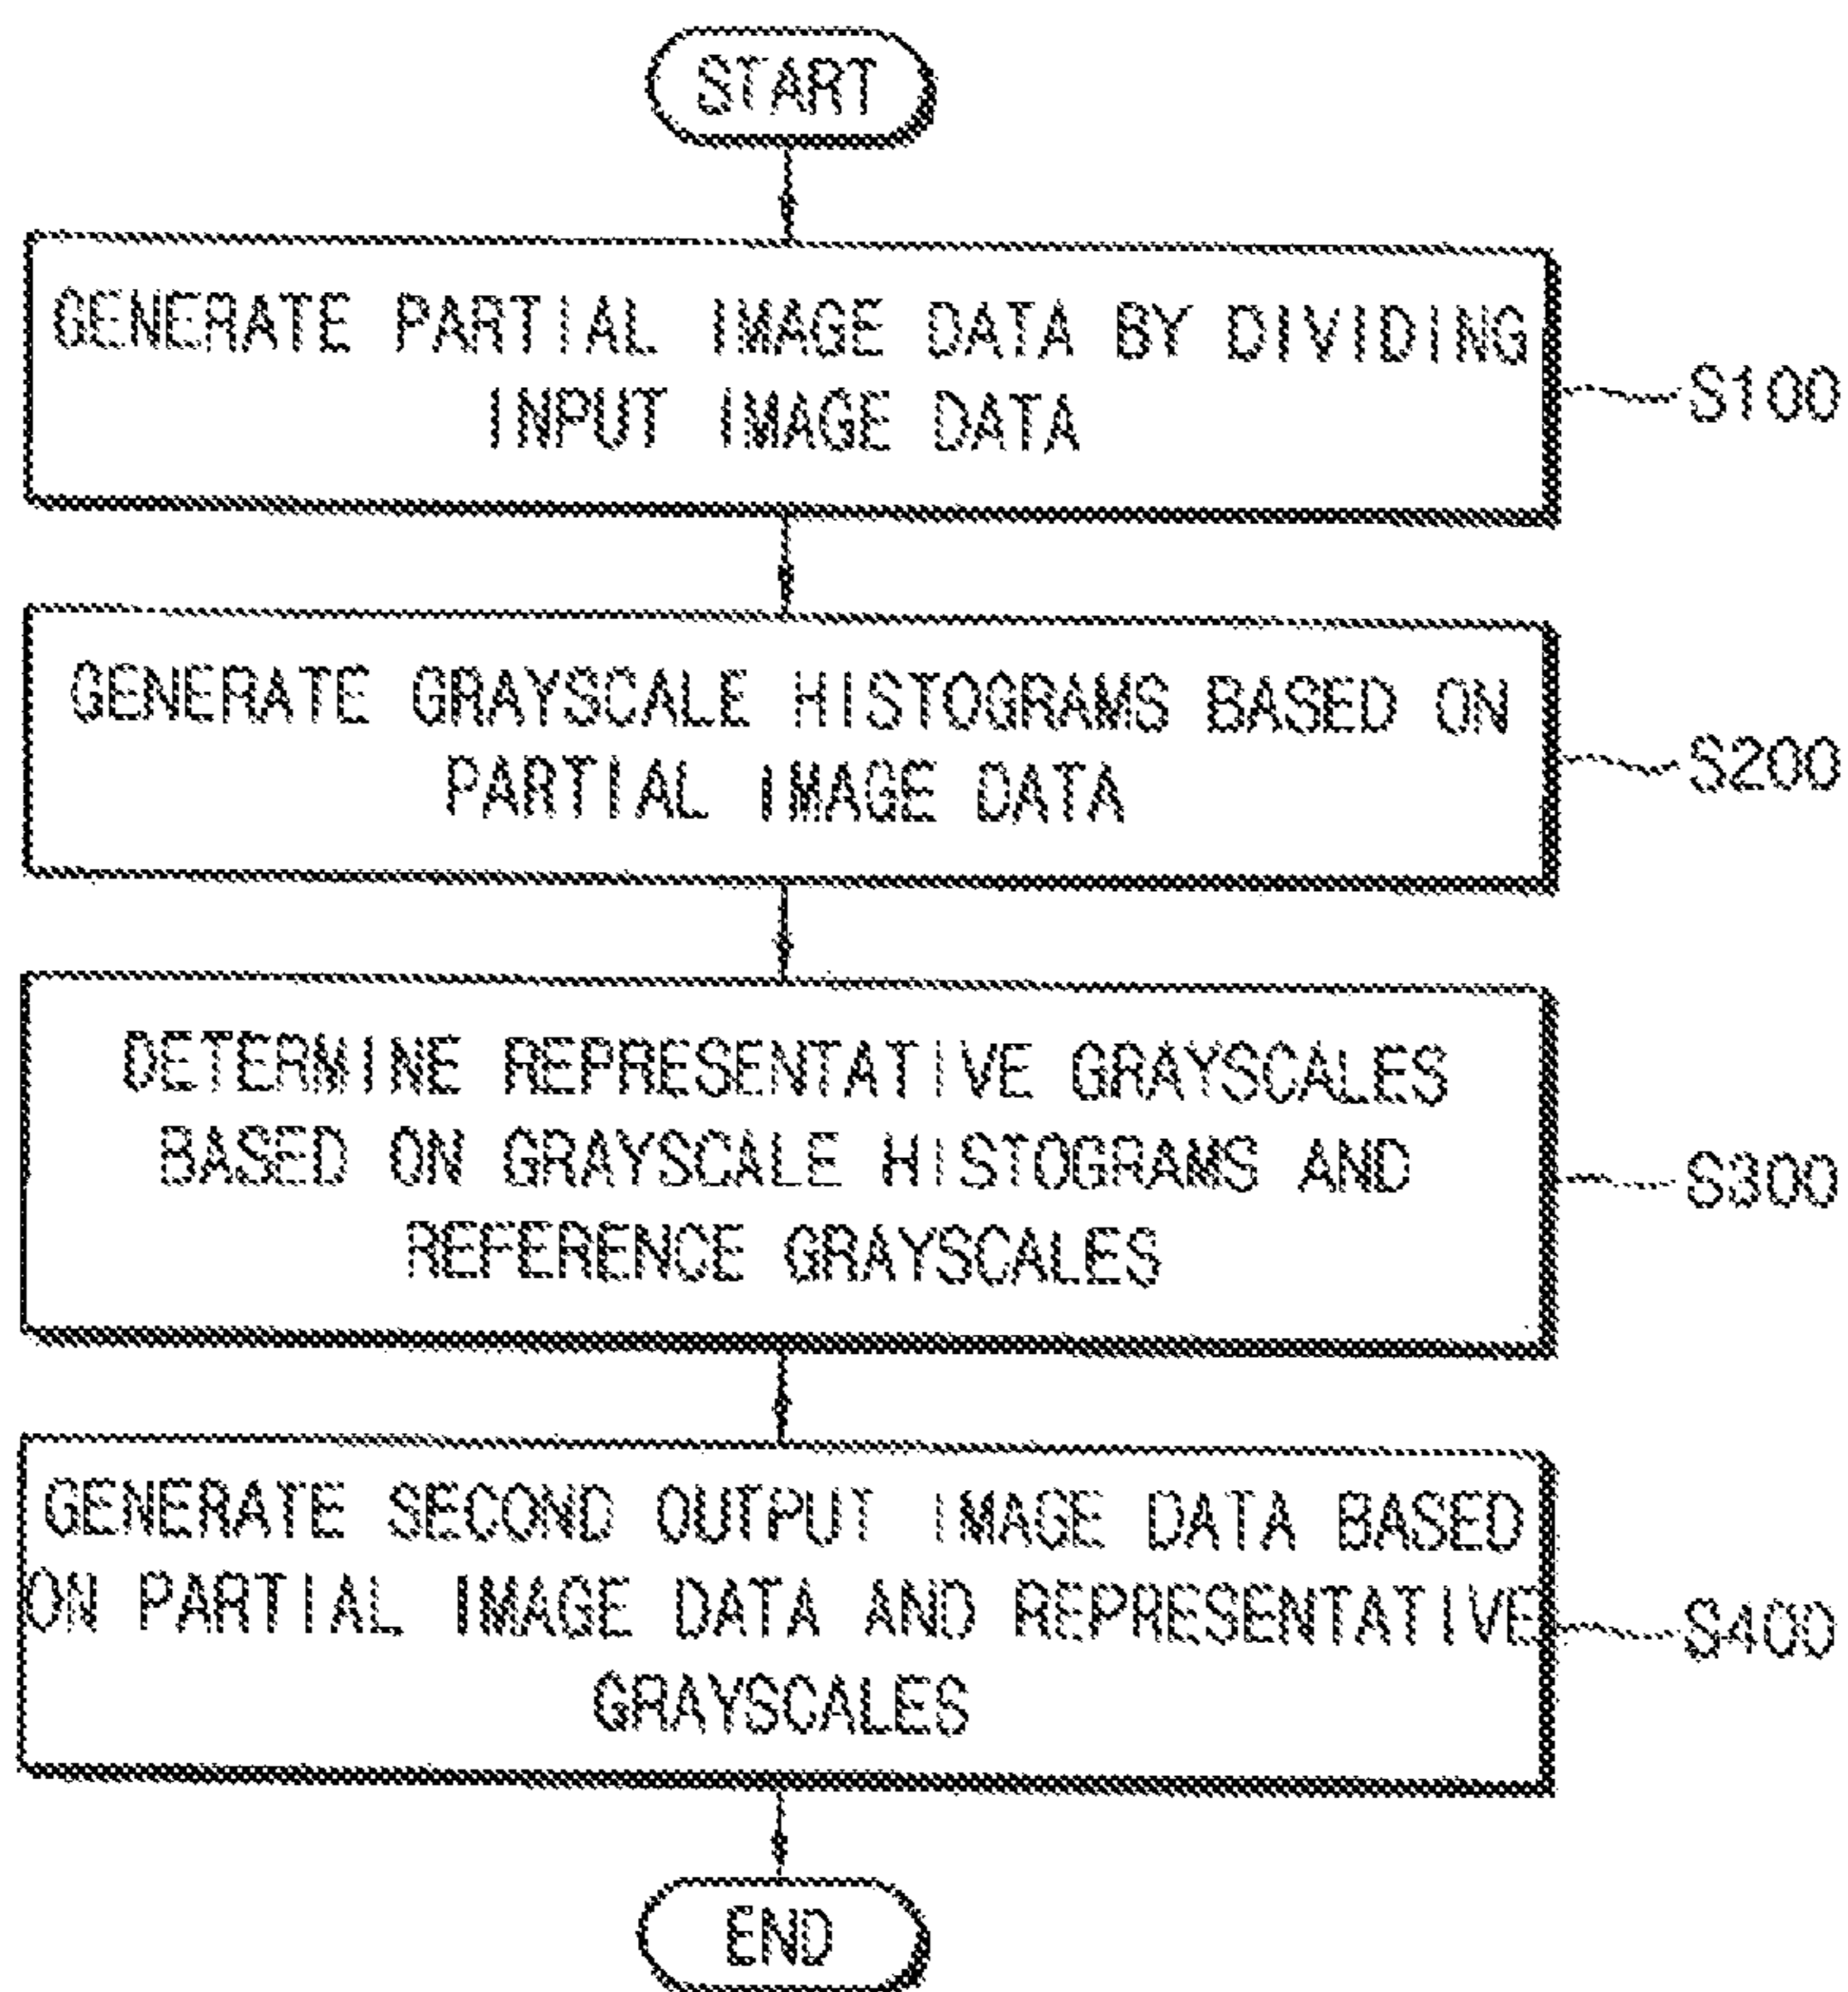 START
GENERATE PARTIAL IMAGE DATA BY DIVIDING
INPUT IMAGE DATA
S100
GENERATE GRAYSCALE HISTOGRAMS BASED ON
PARTIAL IMAGE DATA
S200
DETERMINE REPRESENTATIVE GRAYSCALES
BASED ON GRAYSCALE HISTOGRAMS AND
REFERENCE GRAYSCALES
S300
GENERATE SECOND OUTPUT IMAGE DATA BASED
ON PARTIAL IMAGE DATA AND REPRESENTATIVE
GRAYSCALES
S400
END